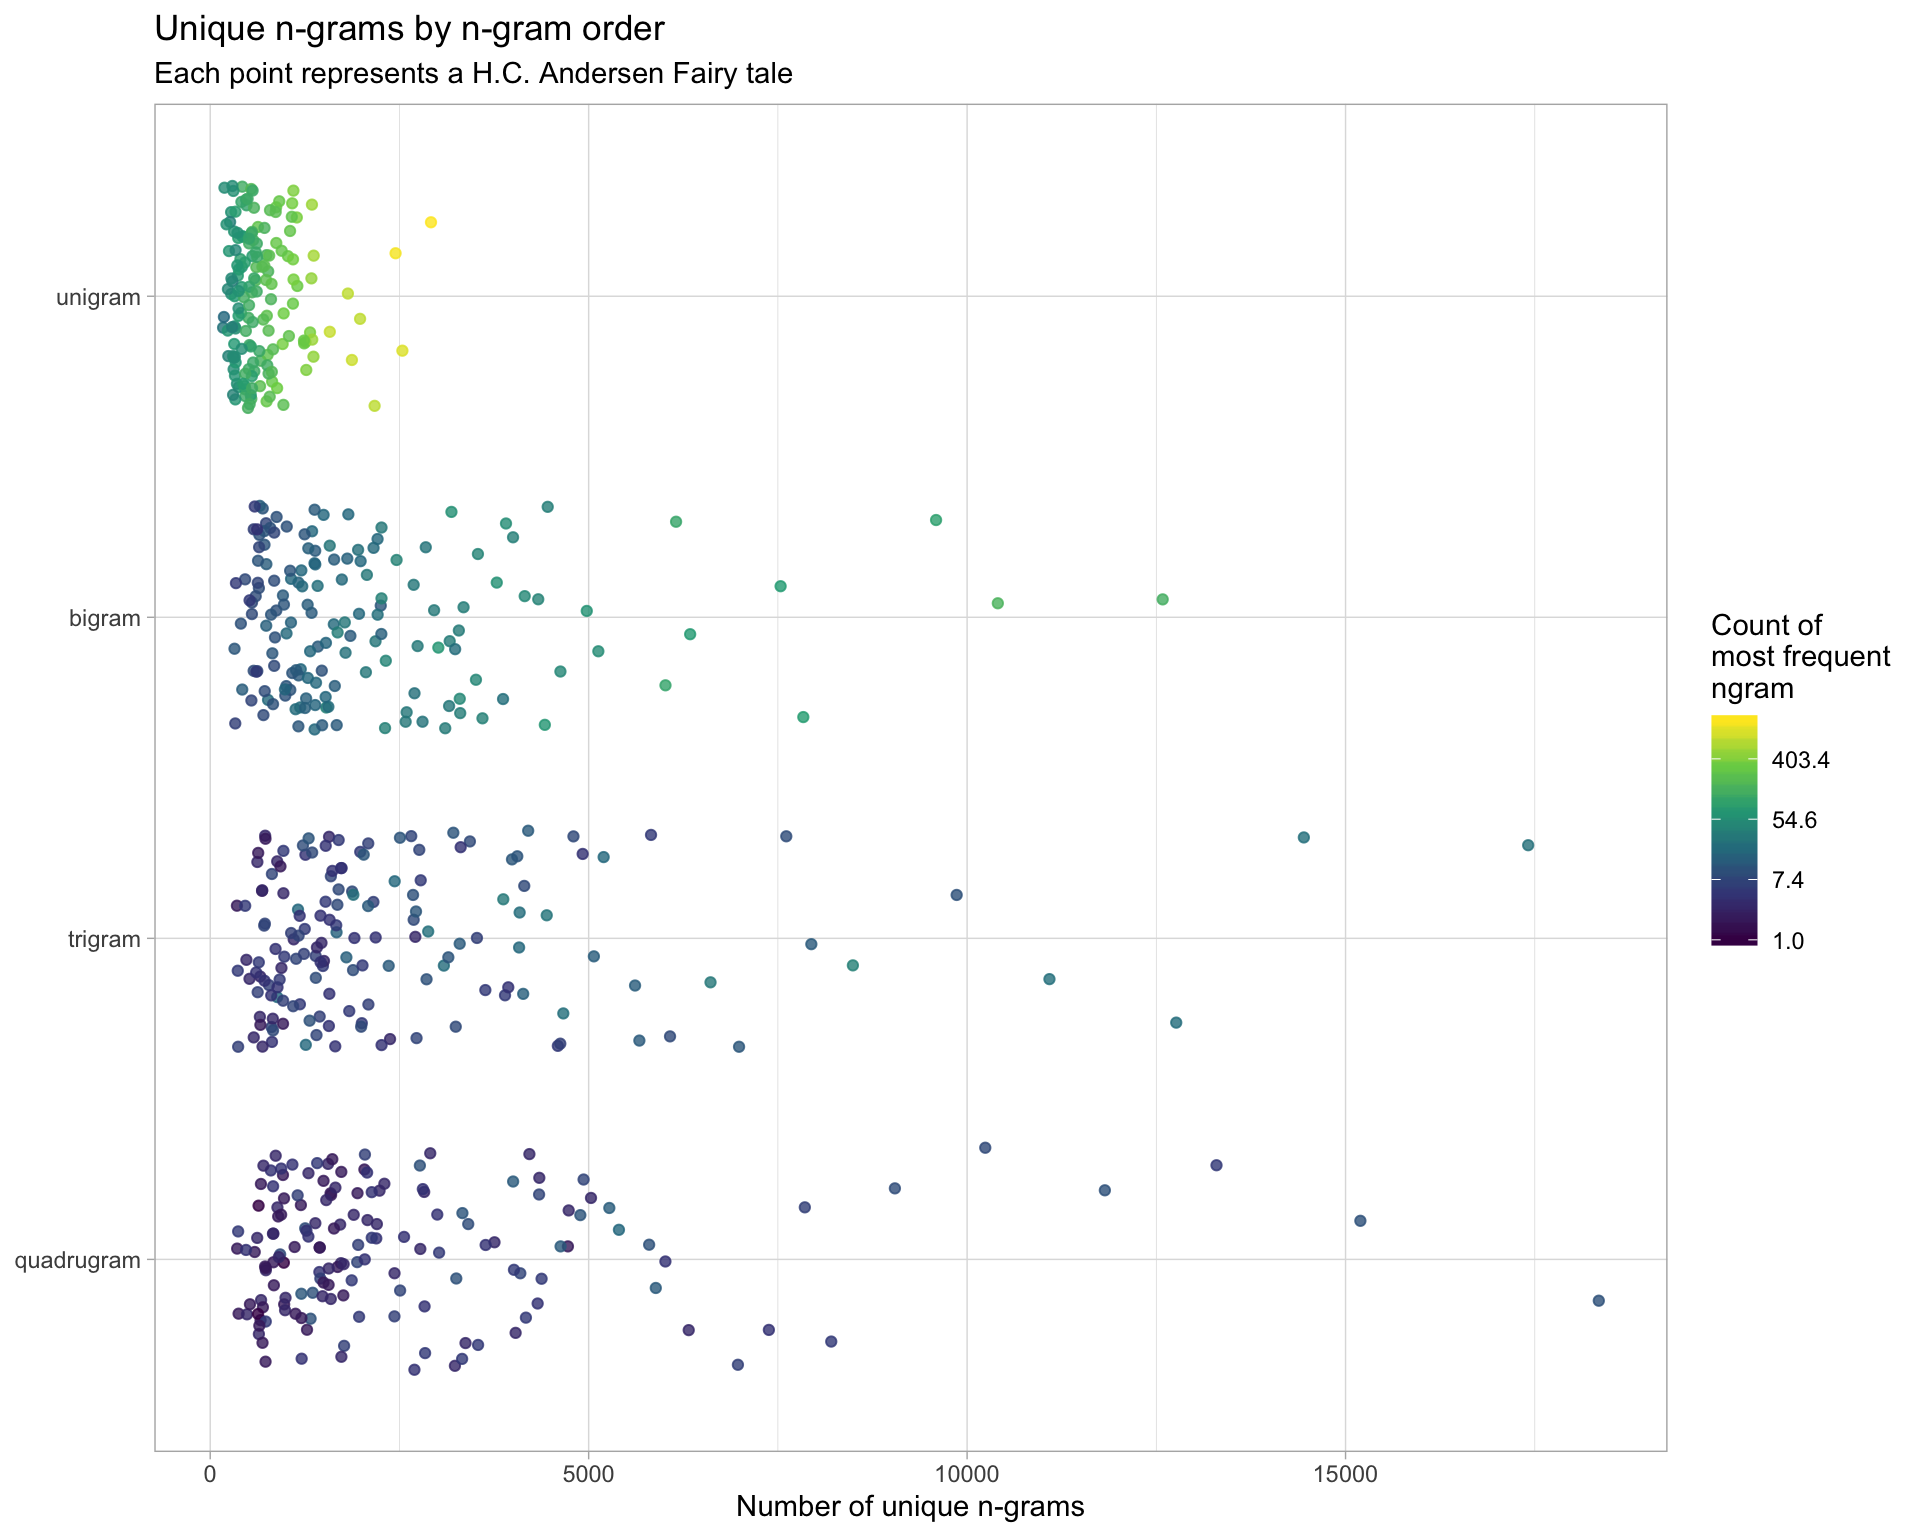 Unique n-grams by n-gram order
Each point represents a H.C. Andersen Fairy tale
unigram
bigram
trigram
quadrugram
0
5000
10000
15000
Number of unique n-grams
Count of
most frequent
ngram
403.4
54.6
7.4
1.0